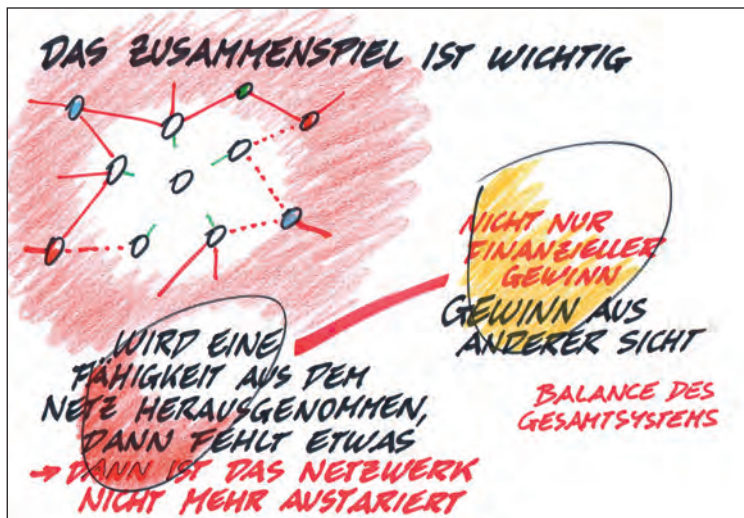 DAS ZUSAMMENSPIEL IST WICHTIG
NICHT NUR
FINANZIELLER
GEWINN
GEWINN AUS
ANDERER SICHT
BALANCE DES
GESAMTSYSTEMS
WIRD EINE
FÄHIGKEIT AUS DEM
NETZ HERAUSGENOMMEN,
DANN FEHLT ETWAS
→ DANN IST DAS NETZWERK
NICHT MEHR AUSTARIERT